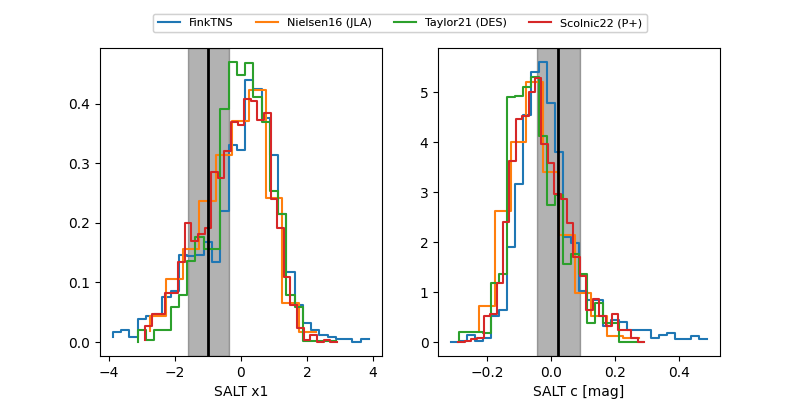 FinkTNS Nielsen16 (JLA) Taylor21 (DES) Scolnic22 (P+)
0.4
0.3
0.2
0.1
0.0
−4 −2 0 2 4
SALT x1
5
4
3
2
1
0
−0.2 0.0 0.2 0.4
SALT c [mag]